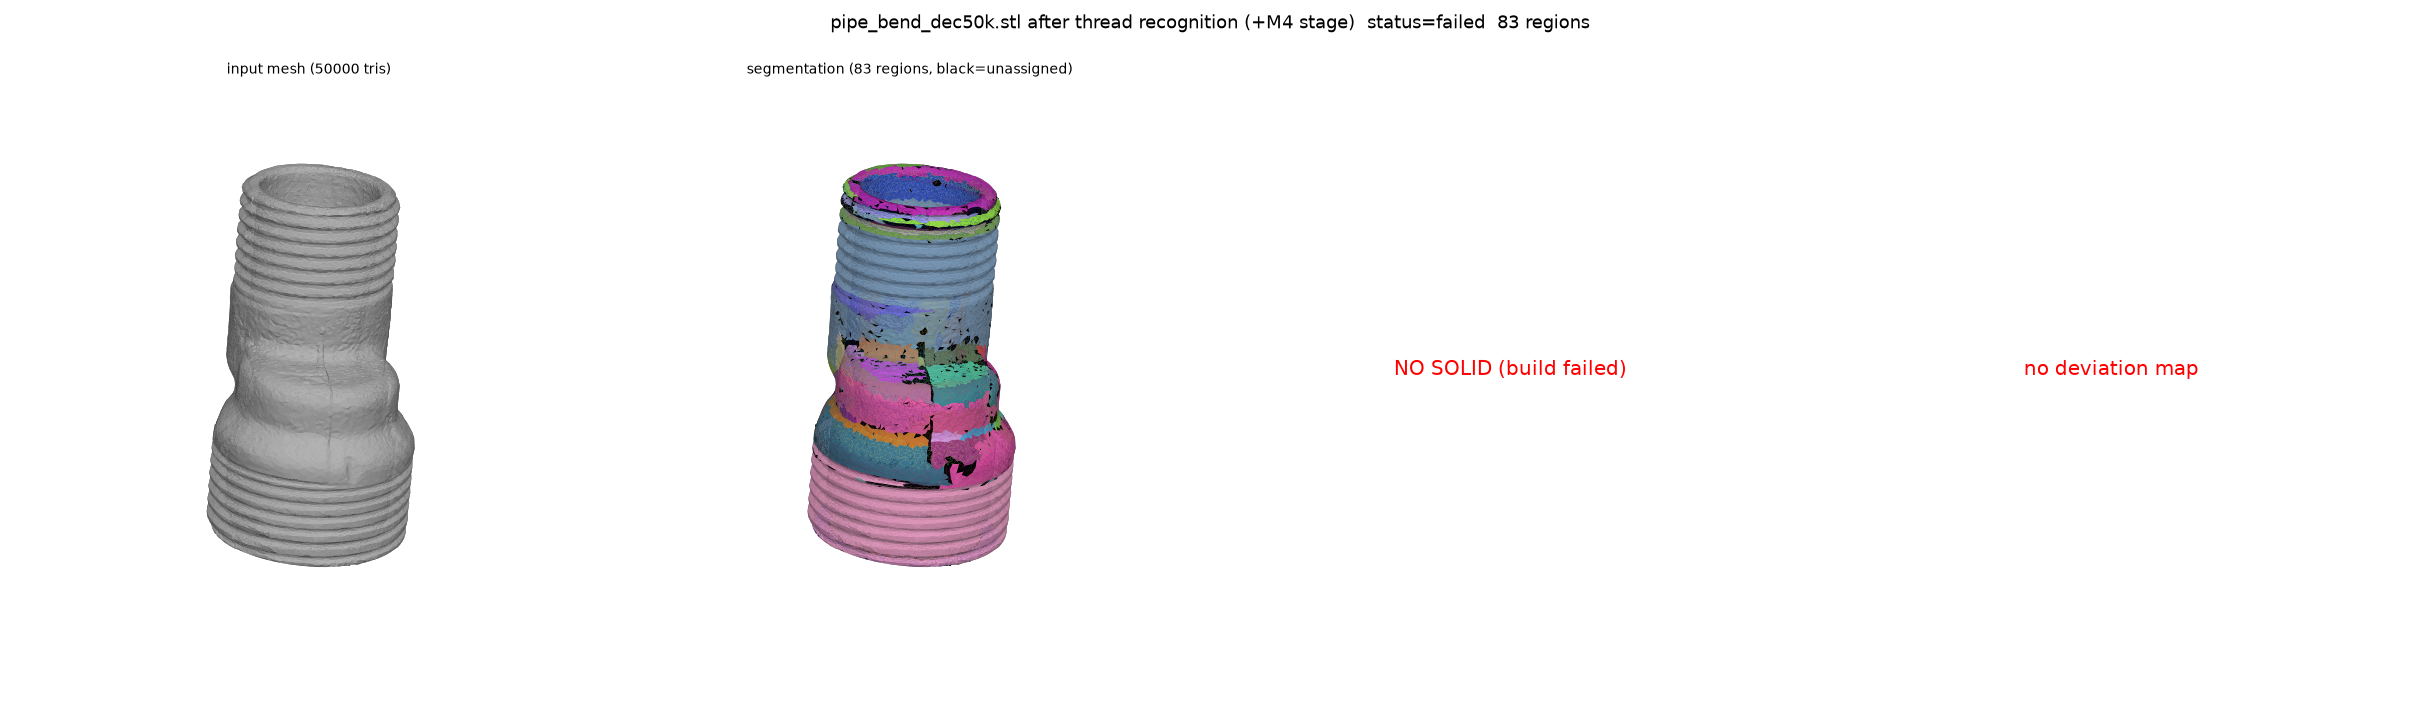 pipe_bend_dec50k.stl after thread recognition (+M4 stage)  status=failed  83 regions
input mesh (50000 tris)
segmentation (83 regions, black=unassigned)
NO SOLID (build failed)
no deviation map